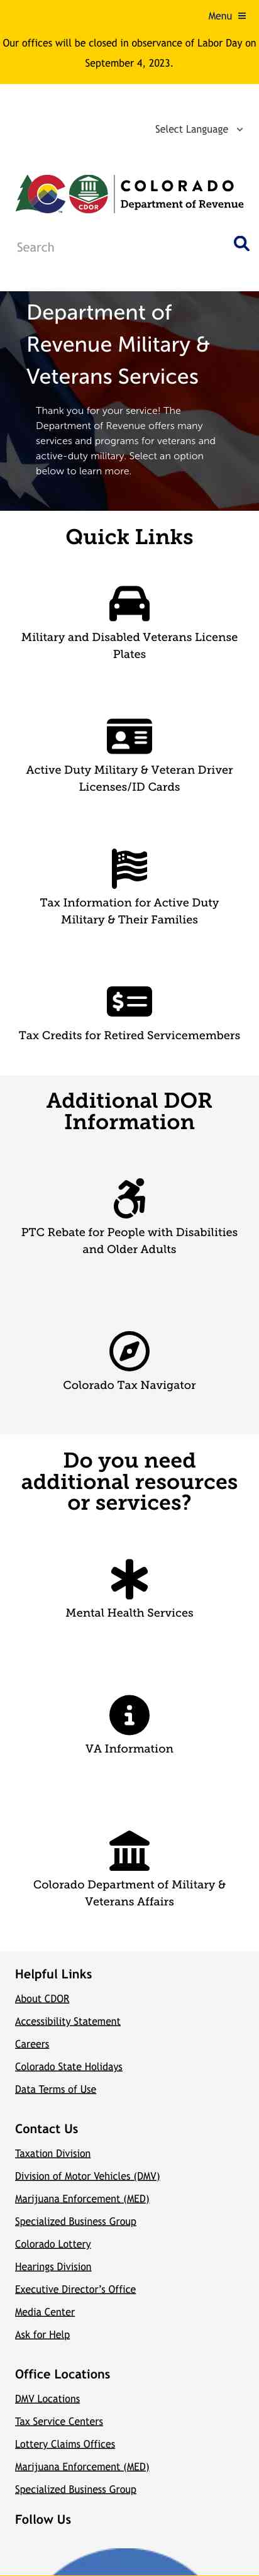 Menu
Our offices will be closed in observance of Labor Day on
September 4, 2023.
Select Language
CDOR
COLORADO
Department of Revenue
Search
Department of
Revenue Military &
Veterans Services
Thank you for your service! The
Department of Revenue offers many
services and programs for veterans and
active-duty military. Select an option
below to learn more.
Quick Links
Military and Disabled Veterans License
Plates
Active Duty Military & Veteran Driver
Licenses/ID Cards
Tax Information for Active Duty
Military & Their Families
Tax Credits for Retired Servicemembers
Additional DOR
Information
PTC Rebate for People with Disabilities
and Older Adults
Colorado Tax Navigator
Do you need
additional resources
or services?
Mental Health Services
VA Information
Colorado Department of Military &
Veterans Affairs
Helpful Links
About CDOR
Accessibility Statement
Careers
Colorado State Holidays
Data Terms of Use
Contact Us
Taxation Division
Division of Motor Vehicles (DMV)
Marijuana Enforcement (MED)
Specialized Business Group
Colorado Lottery
Hearings Division
Executive Director's Office
Media Center
Ask for Help
Office Locations
DMV Locations
Tax Service Centers
Lottery Claims Offices
Marijuana Enforcement (MED)
Specialized Business Group
Follow Us